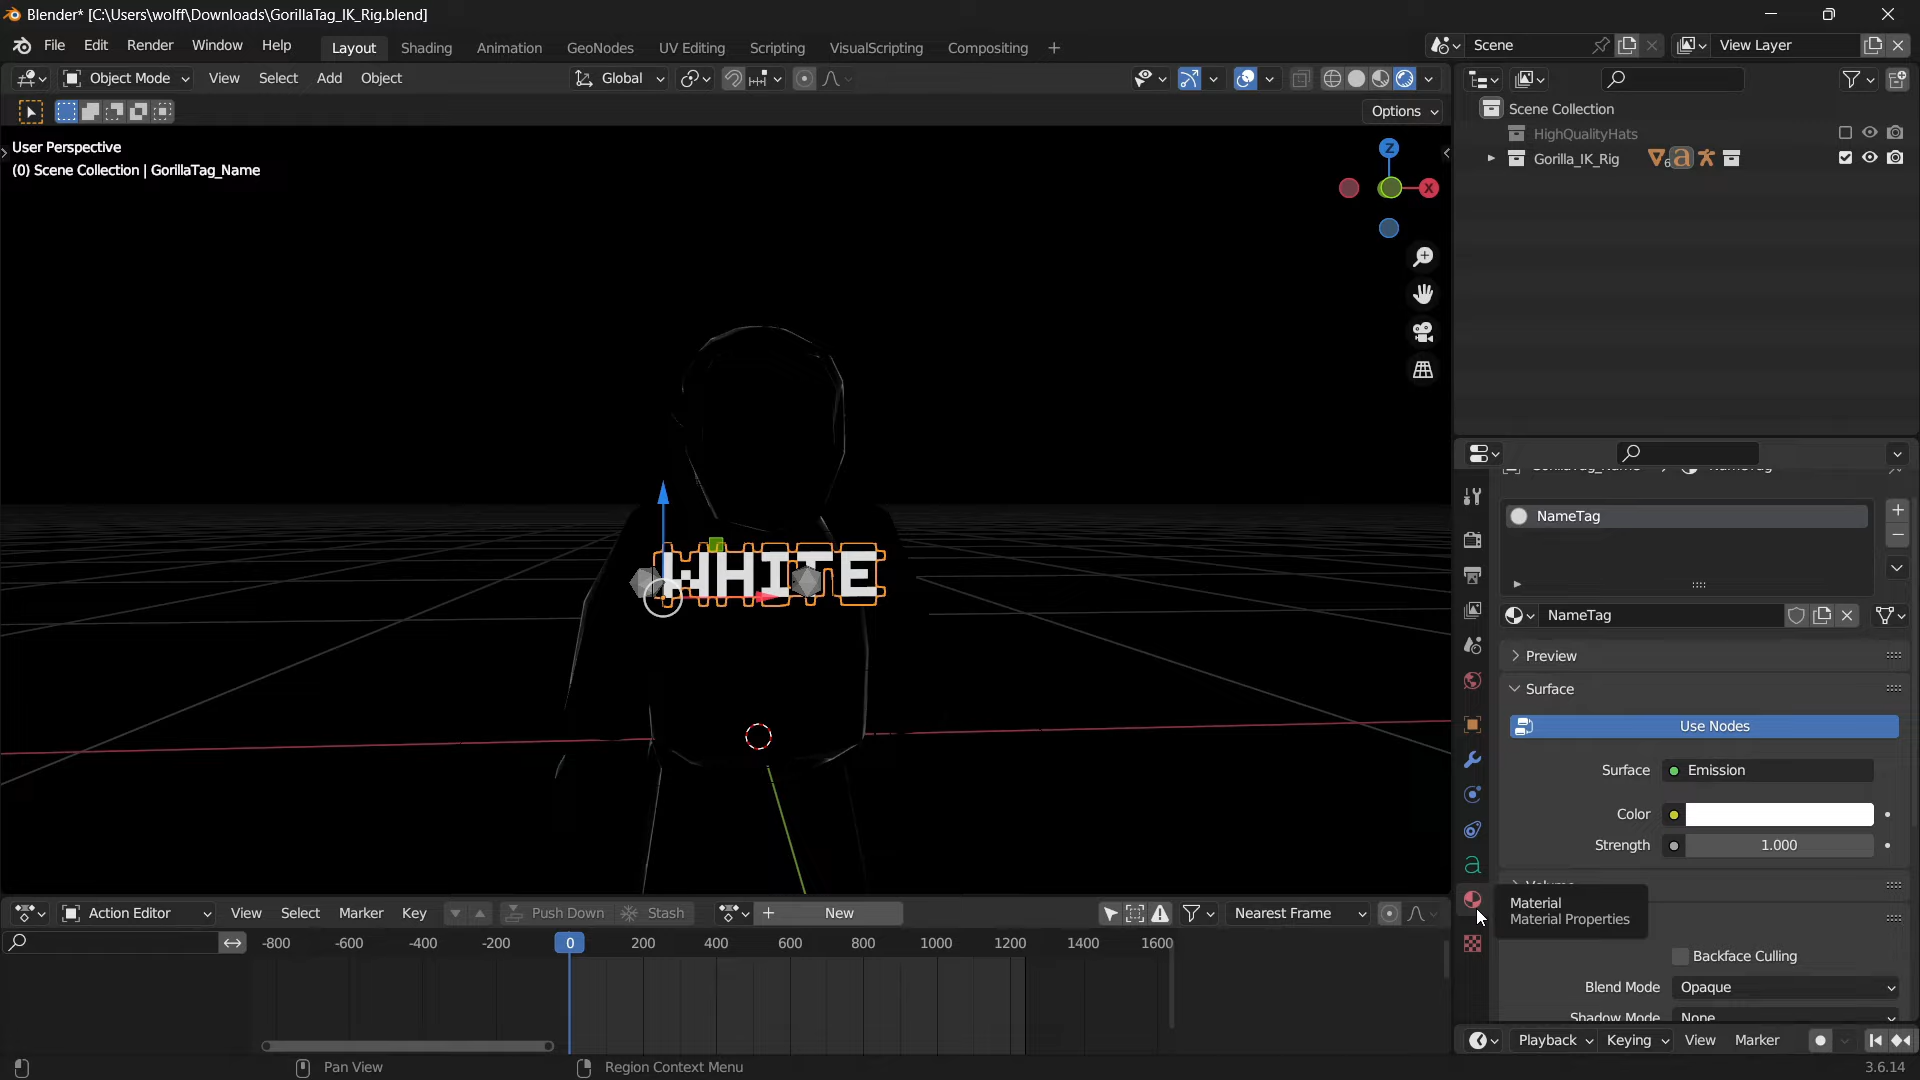 Blender* [C:\Users\wolff\Downloads\GorillaTag_IK_Rig.blend]
File Edit Render Window Help Layout Shading Animation GeoNodes UV Editing Scripting VisualScripting Compositing + Scene View Layer
Object Mode View Select Add Object Global
Options
User Perspective
(0) Scene Collection | GorillaTag_Name
Z
X
WHITE
Scene Collection
HighQualityHats
Gorilla_IK_Rig 6
NameTag
NameTag
Preview
Surface
Use Nodes
Surface Emission
Color
Strength 1.000
Material
Material Properties
Backface Culling
Blend Mode Opaque
Shadow Mode None
Action Editor View Select Marker Key Push Down Stash New Nearest Frame
-800 -600 -400 -200 0 200 400 600 800 1000 1200 1400 1600
Playback Keying View Marker
Pan View Region Context Menu 3.6.14